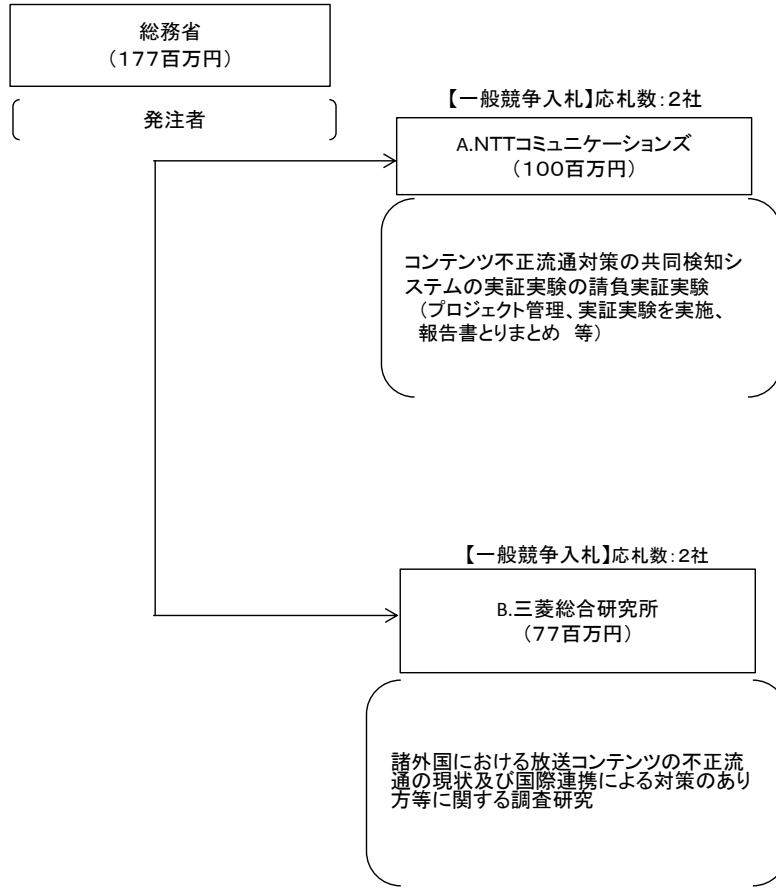 総務省
（177百万円）
発注者
【一般競争入札】応札数：2社
A.NTTコミュニケーションズ
（100百万円）
コンテンツ不正流通対策の共同検知シ
ステムの実証実験の請負実証実験
（プロジェクト管理、実証実験を実施、
報告書とりまとめ　等）
【一般競争入札】応札数：2社
B.三菱総合研究所
（77百万円）
諸外国における放送コンテンツの不正流
通の現状及び国際連携による対策のあり
方等に関する調査研究